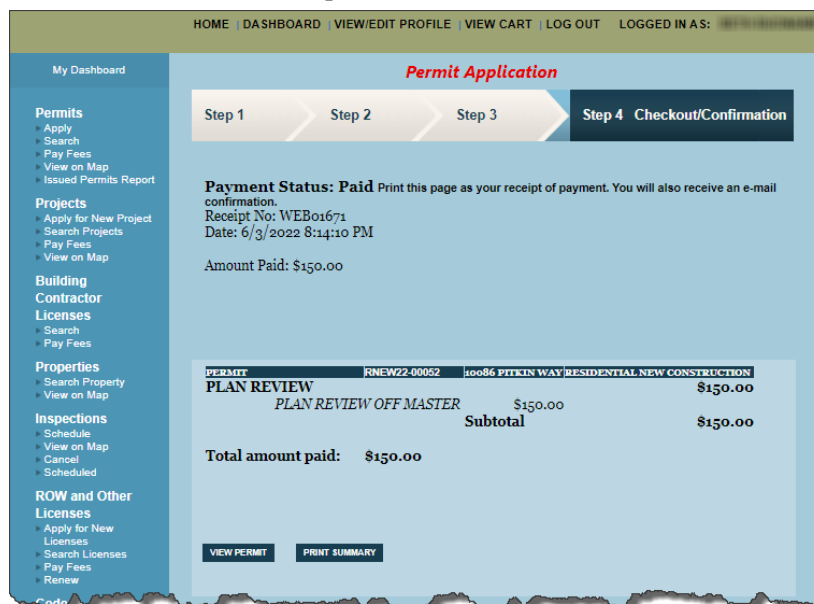 HOME | DASHBOARD | VIEW/EDIT PROFILE | VIEW CART | LOG OUT LOGGED IN AS:
My Dashboard
Permits
Apply
Search
Pay Fees
View on Map
Issued Permits Report
Projects
Apply for New Project
Search Projects
Pay Fees
View on Map
Building
Contractor
Licenses
Search
Pay Fees
Properties
Search Property
View on Map
Inspections
Schedule
View on Map
Cancel
Scheduled
ROW and Other
Licenses
Apply for New
Licenses
Search Licenses
Pay Fees
Renew
Code
Permit Application
Step 1 Step 2 Step 3 Step 4 Checkout/Confirmation
Payment Status: Paid Print this page as your receipt of payment. You will also receive an e-mail
confirmation.
Receipt No: WEB01671
Date: 6/3/2022 8:14:10 PM
Amount Paid: $150.00
PERMIT RNEW22-00052 10086 PITKIN WAY RESIDENTIAL NEW CONSTRUCTION
PLAN REVIEW $150.00
PLAN REVIEW OFF MASTER $150.00
Subtotal $150.00
Total amount paid: $150.00
VIEW PERMIT PRINT SUMMARY